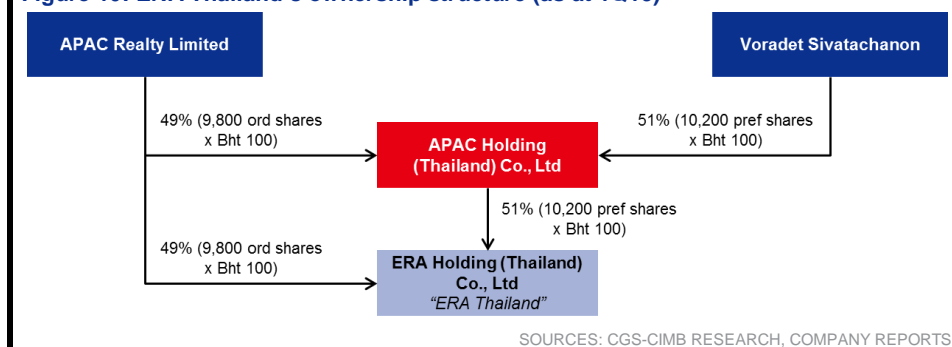 APAC Realty Limited
Voradet Sivatachanon
49% (9,800 ord shares
x Bht 100)
51% (10,200 pref shares
x Bht 100)
APAC Holding
(Thailand) Co., Ltd
51% (10,200 pref shares
x Bht 100)
49% (9,800 ord shares
x Bht 100)
ERA Holding (Thailand)
Co., Ltd
"ERA Thailand"
SOURCES: CGS-CIMB RESEARCH, COMPANY REPORTS